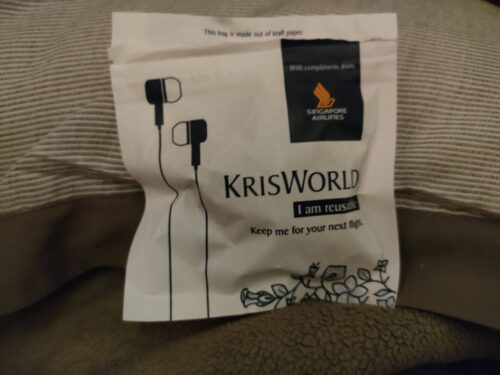 This bag is made out of kraft paper.
With compliments from
SINGAPORE
AIRLINES
KRISWORLD
I am reusable.
Keep me for your next flight.